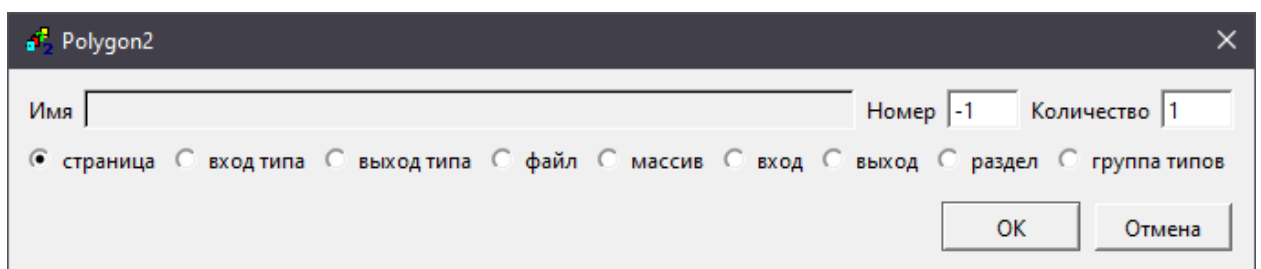 Polygon2
Имя Номер -1 Количество 1
страница вход типа выход типа файл массив вход выход раздел группа типов
ОК Отмена